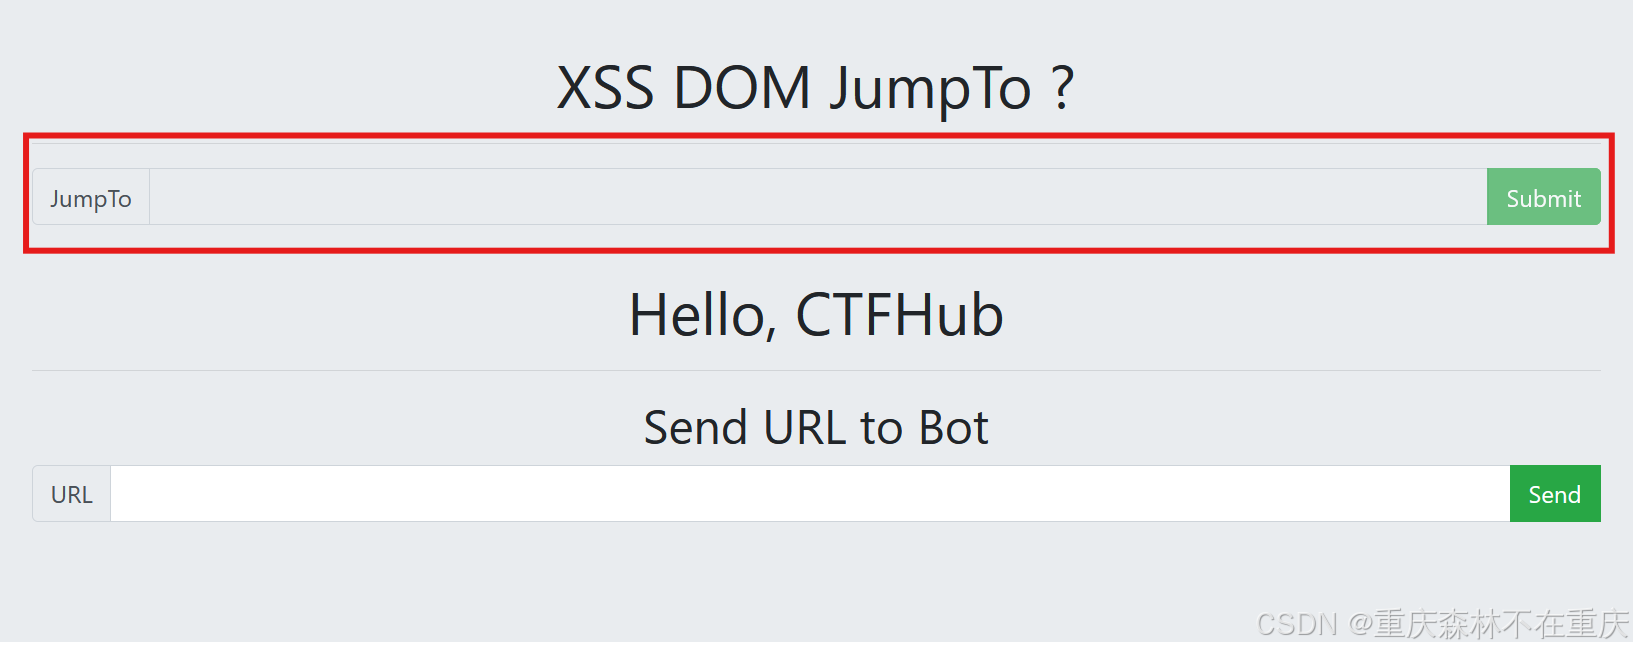 XSS DOM JumpTo ?
JumpTo
Submit
Hello, CTFHub
Send URL to Bot
URL
Send
CSDN @重庆森林不在重庆